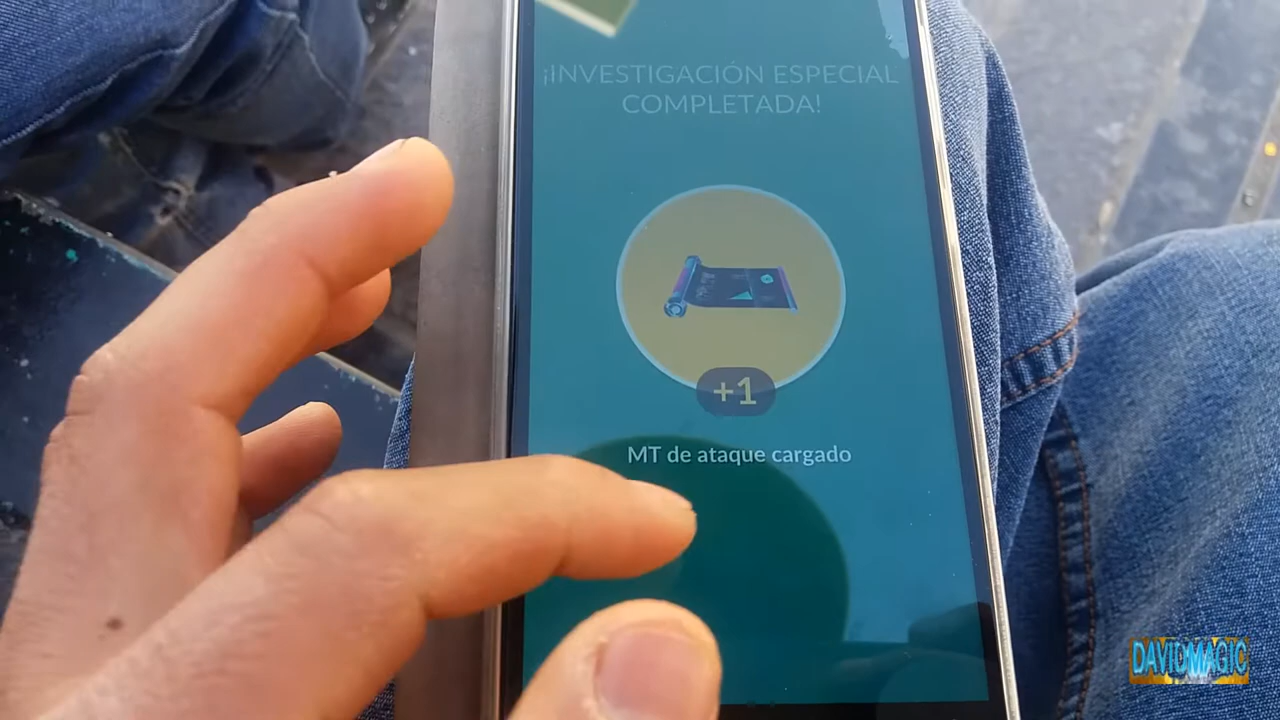 ¡INVESTIGACIÓN ESPECIAL
COMPLETADA!
+1
MT de ataque cargado
DAVIDMAGIC